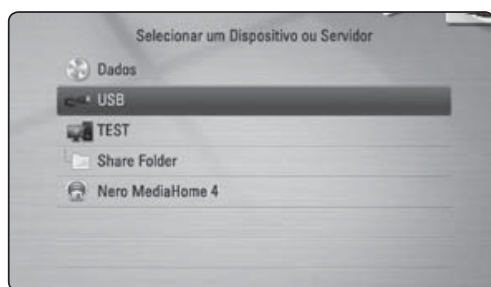 Selecionar um Dispositivo ou Servidor
Dados
USB
TEST
Share Folder
Nero MediaHome 4